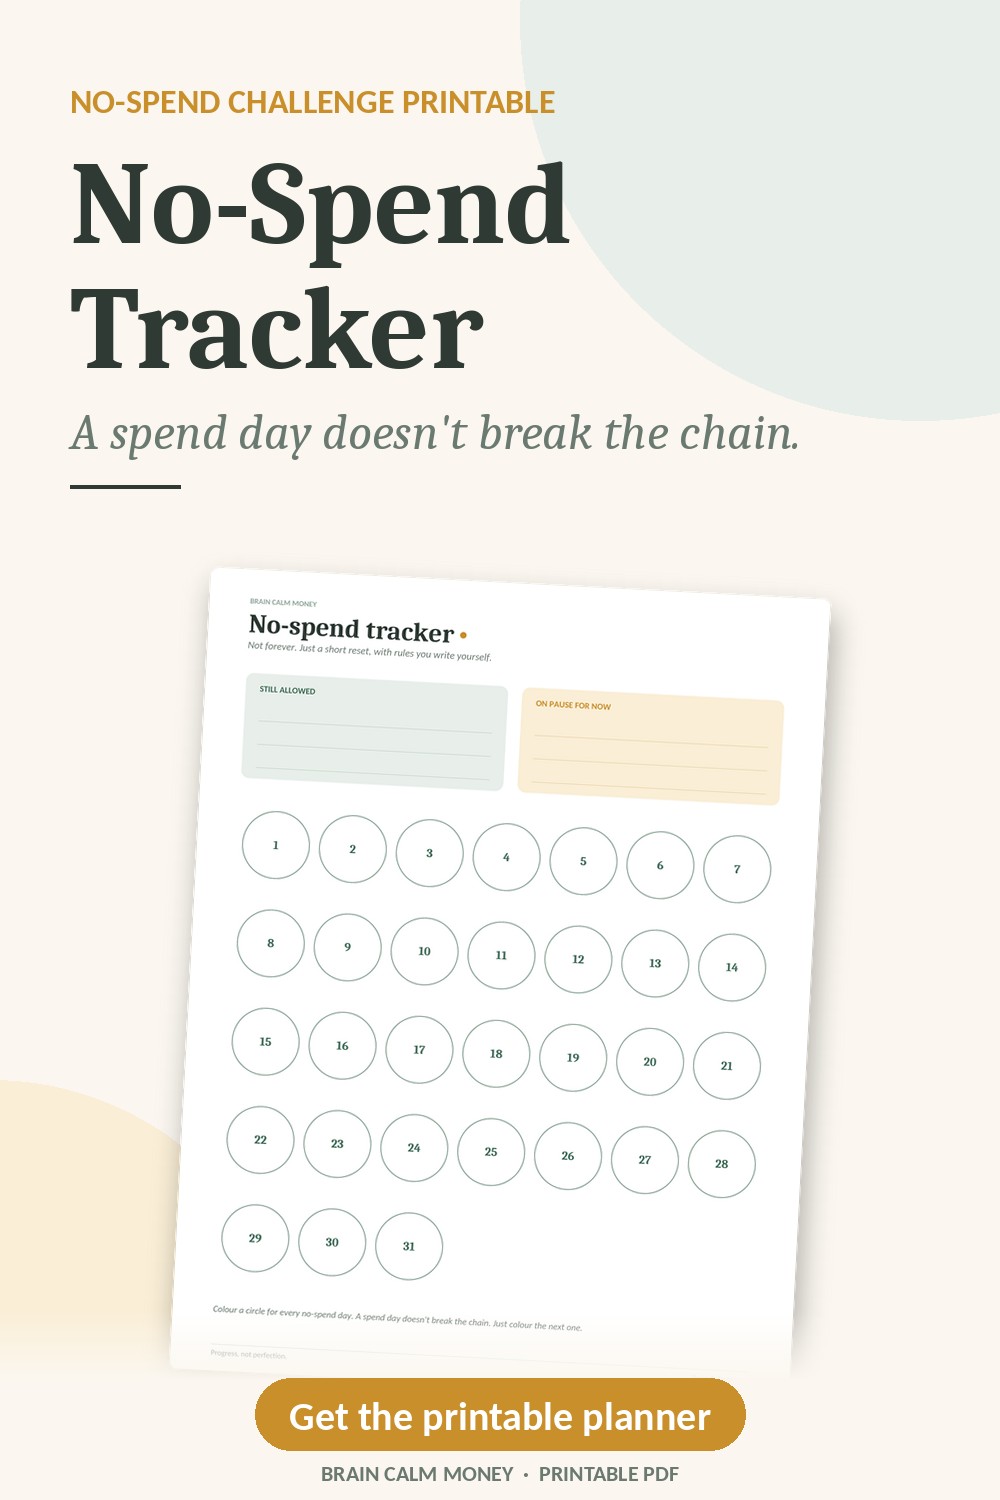 NO-SPEND CHALLENGE PRINTABLE
No-Spend
Tracker
A spend day doesn't break the chain.
BRAIN CALM MONEY
No-spend tracker •
Not forever. Just a short reset, with rules you write yourself.
STILL ALLOWED
ON PAUSE FOR NOW
1 2 3 4 5 6 7
8 9 10 11 12 13 14
15 16 17 18 19 20 21
22 23 24 25 26 27 28
29 30 31
Colour a circle for every no-spend day. A spend day doesn't break the chain. Just colour the next one.
Progress, not perfection.
Get the printable planner
BRAIN CALM MONEY · PRINTABLE PDF